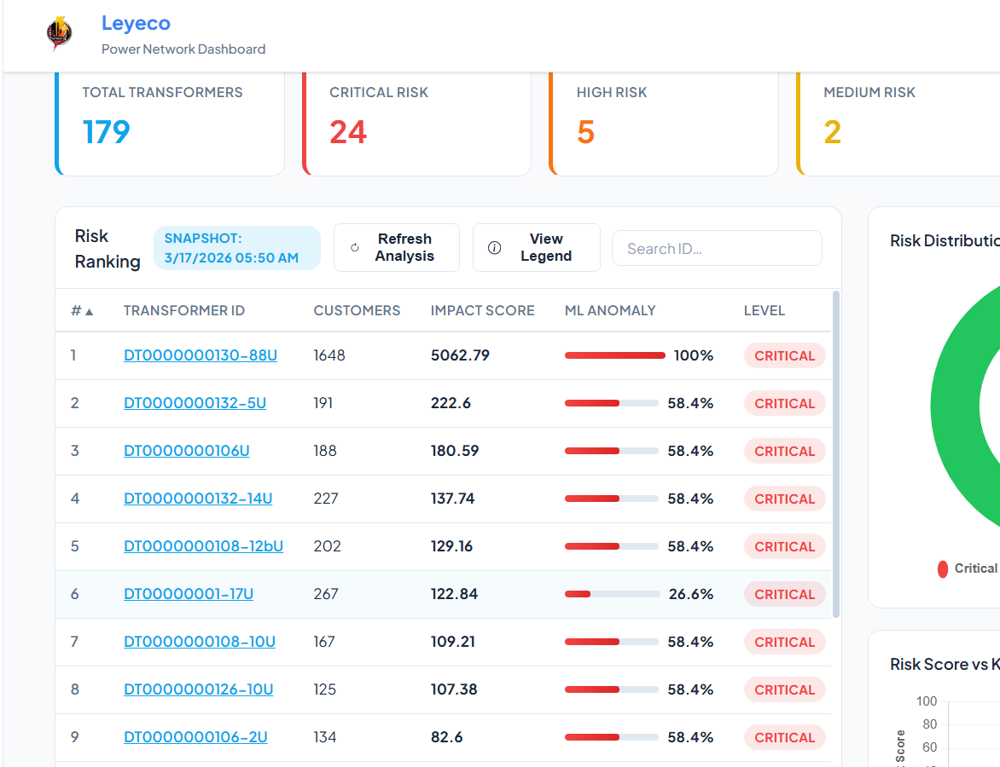 Leyeco
Power Network Dashboard
TOTAL TRANSFORMERS
179
CRITICAL RISK
24
HIGH RISK
5
MEDIUM RISK
2
Risk
Ranking
SNAPSHOT:
3/17/2026 05:50 AM
Refresh
Analysis
View
Legend
Search ID...
# ▲ TRANSFORMER ID CUSTOMERS IMPACT SCORE ML ANOMALY LEVEL
1 DT0000000130-88U 1648 5062.79 100% CRITICAL
2 DT0000000132-5U 191 222.6 58.4% CRITICAL
3 DT0000000106U 188 180.59 58.4% CRITICAL
4 DT0000000132-14U 227 137.74 58.4% CRITICAL
5 DT0000000108-12bU 202 129.16 58.4% CRITICAL
6 DT00000001-17U 267 122.84 26.6% CRITICAL
7 DT0000000108-10U 167 109.21 58.4% CRITICAL
8 DT0000000126-10U 125 107.38 58.4% CRITICAL
9 DT0000000106-2U 134 82.6 58.4% CRITICAL
Risk Distributio
Critical
Risk Score vs K
100
80
60
Score